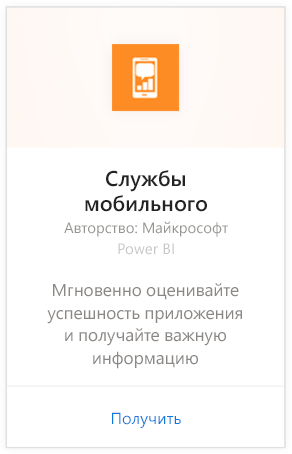 Службы
мобильного
Авторство: Майкрософт
Power BI
Мгновенно оценивайте
успешность приложения
и получайте важную
информацию
Получить